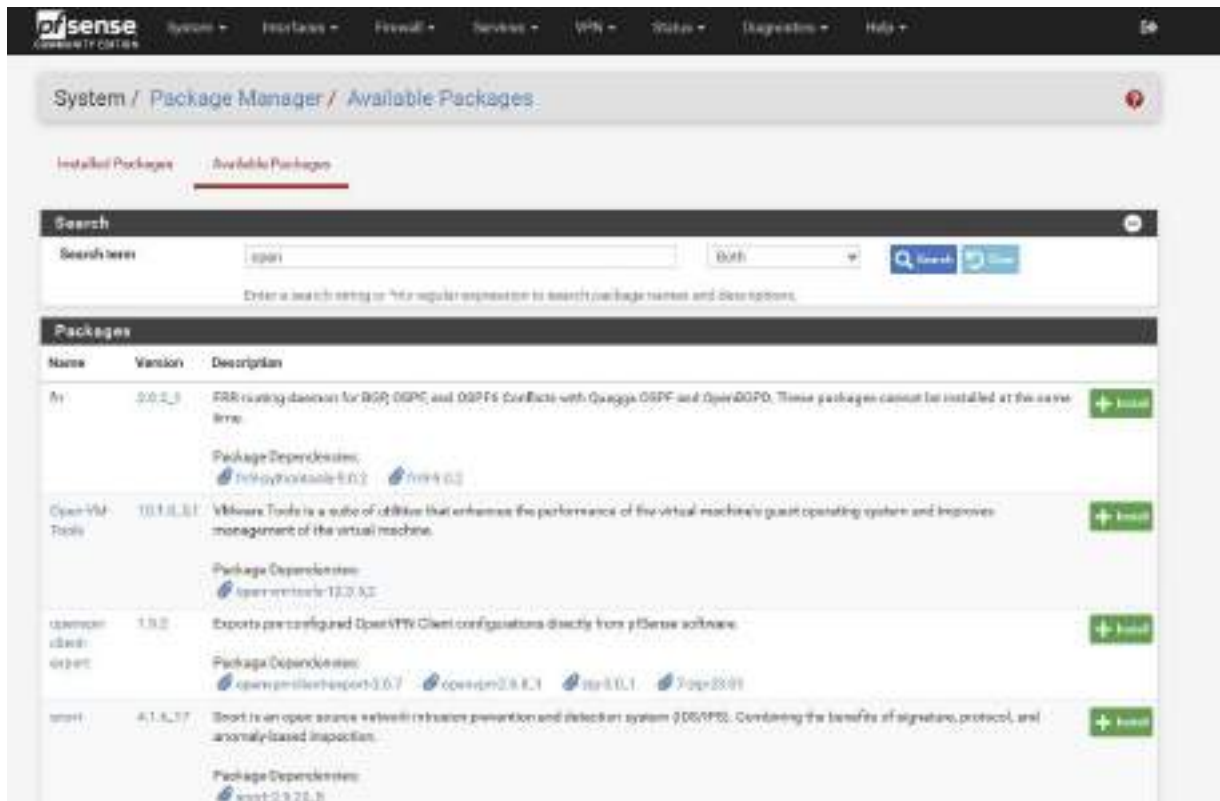 pfsense
COMMUNITY EDITION
System
Interfaces
Firewall
Services
VPN
Status
Diagnostics
Help
System / Package Manager / Available Packages
Installed Packages
Available Packages
Search
Search term
open
Both
Search
Clear
Enter a search string or *nix regular expression to search package names and descriptions.
Packages
Name Version Description
frr
FRR routing daemon for BGP, OSPF, and OSPF6 Conflicts with Quagga OSPF and OpenBGPD. These packages cannot be installed at the same
time.
Install
Package Dependencies:
Open-VM-
Tools
VMware Tools is a suite of utilities that enhances the performance of the virtual machine's guest operating system and improves
management of the virtual machine.
Install
Package Dependencies:
openvpn-
client-
export
Exports pre-configured OpenVPN Client configurations directly from pfSense software.
Install
Package Dependencies:
snort
Snort is an open source network intrusion prevention and detection system (IDS/IPS). Combining the benefits of signature, protocol, and
anomaly-based inspection.
Install
Package Dependencies: